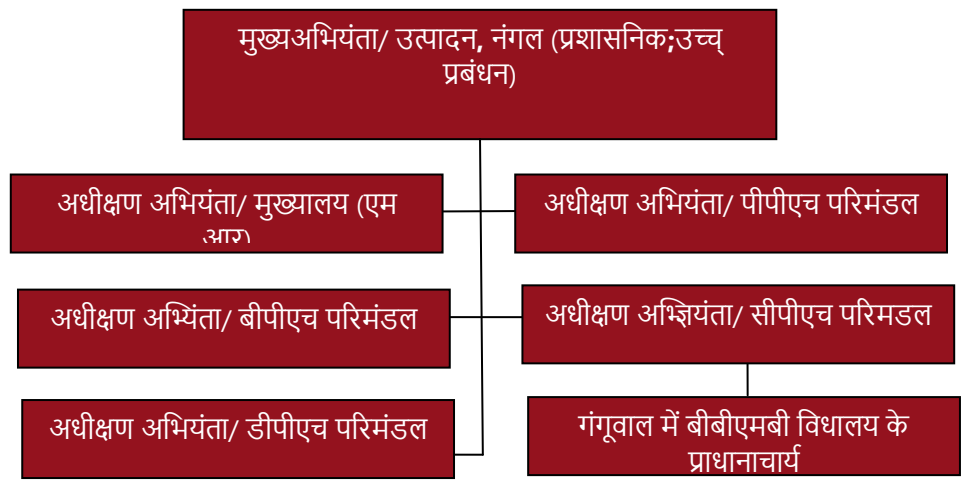 मुख्यअभियंता/ उत्पादन, नंगल (प्रशासनिक;उच्च्
प्रबंधन)
अधीक्षण अभियंता/ मुख्यालय (एम
आर)
अधीक्षण अभियंता/ पीपीएच परिमंडल
अधीक्षण अभ्यिंता/ बीपीएच परिमंडल
अधीक्षण अभ्ज्ञियंता/ सीपीएच परिमडल
अधीक्षण अभियंता/ डीपीएच परिमंडल
गंगूवाल में बीबीएमबी विधालय के
प्राधानाचार्य